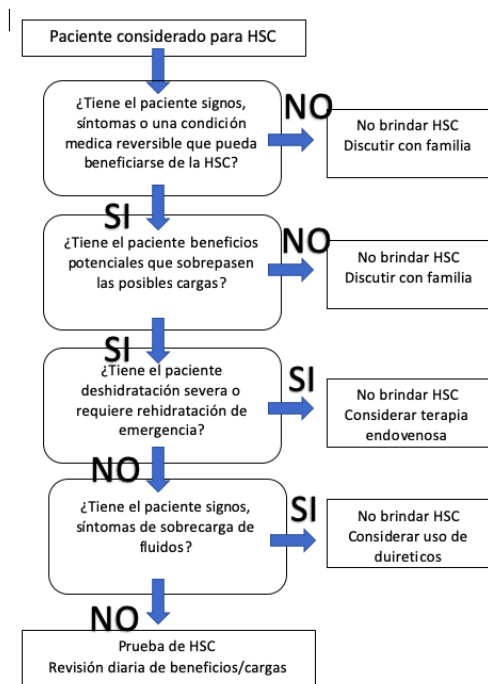 Paciente considerado para HSC
¿Tiene el paciente signos,
síntomas o una condición
medica reversible que pueda
beneficiarse de la HSC?
NO
No brindar HSC
Discutir con familia
SI
¿Tiene el paciente beneficios
potenciales que sobrepasen
las posibles cargas?
NO
No brindar HSC
Discutir con familia
SI
¿Tiene el paciente
deshidratación severa o
requiere rehidratación de
emergencia?
SI
No brindar HSC
Considerar terapia
endovenosa
NO
¿Tiene el paciente signos,
síntomas de sobrecarga de
fluidos?
SI
No brindar HSC
Considerar uso de
duireticos
NO
Prueba de HSC
Revisión diaria de beneficios/cargas